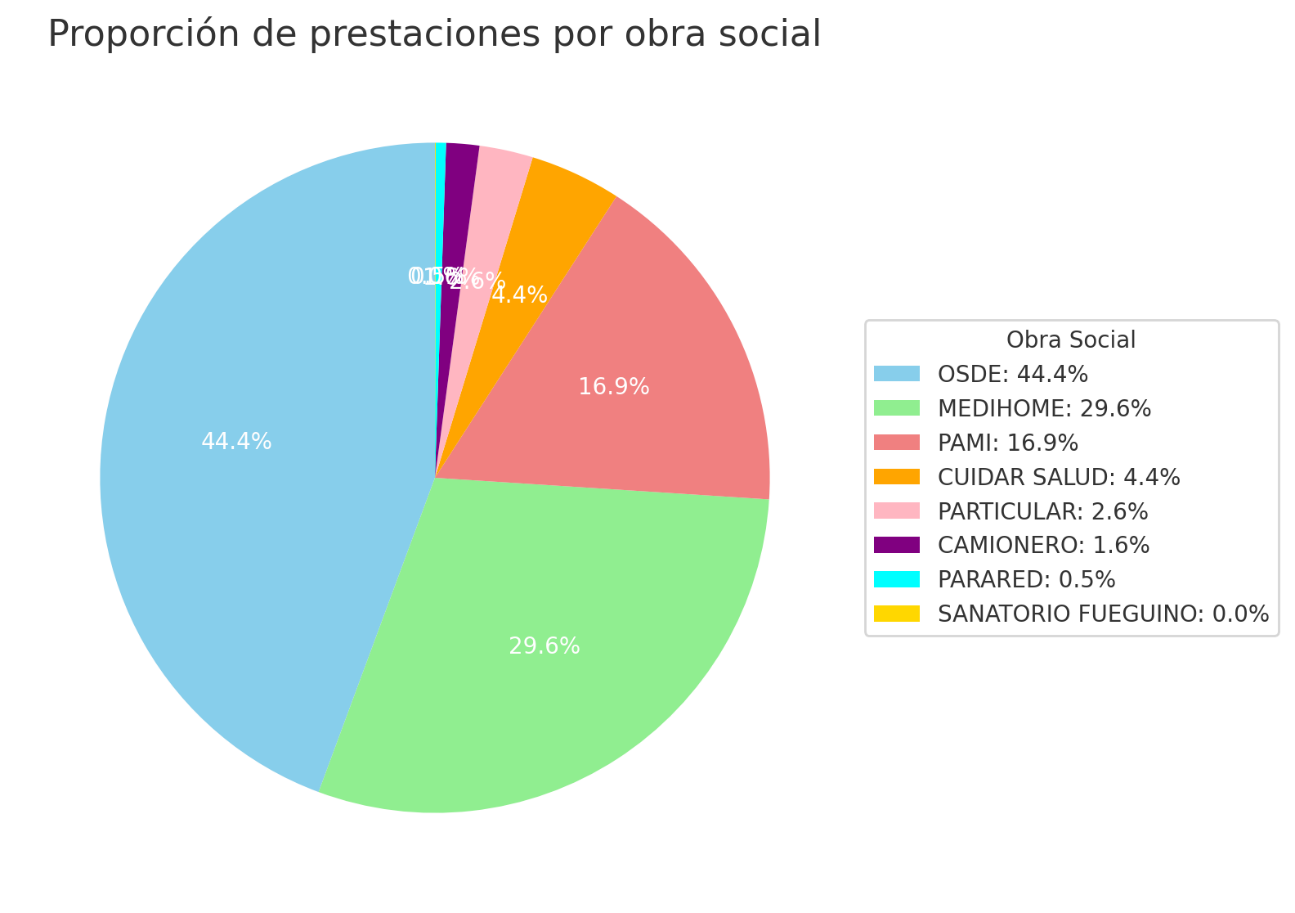 Proporción de prestaciones por obra social
2.6%
4.4%
16.9%
44.4%
29.6%
Obra Social
OSDE: 44.4%
MEDIHOME: 29.6%
PAMI: 16.9%
CUIDAR SALUD: 4.4%
PARTICULAR: 2.6%
CAMIONERO: 1.6%
PARARED: 0.5%
SANATORIO FUEGUINO: 0.0%